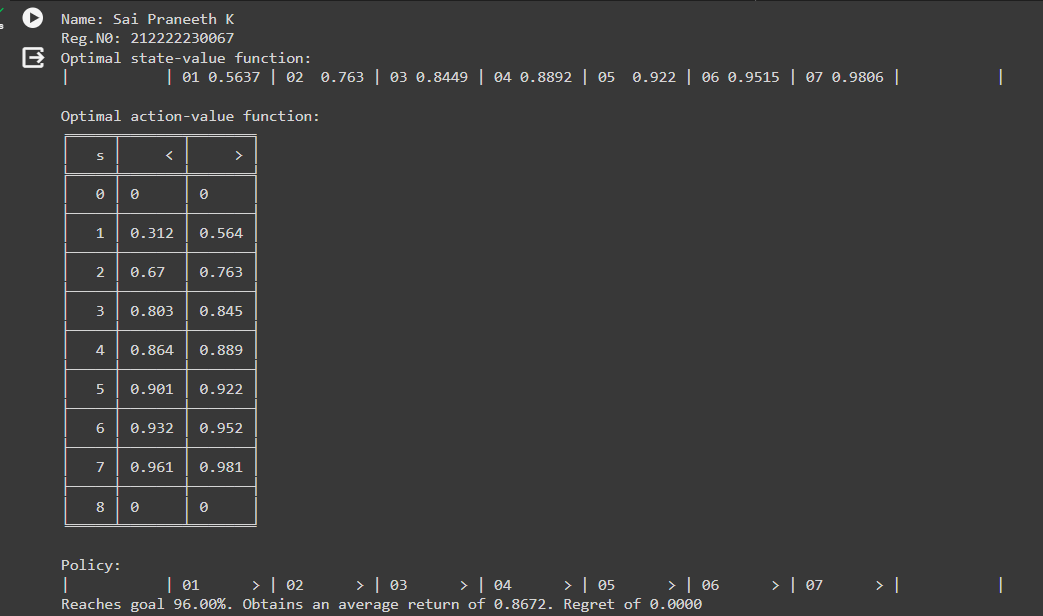 Name: Sai Praneeth K
Reg.N0: 212222230067
Optimal state-value function:
|           | 01 0.5637 | 02  0.763 | 03 0.8449 | 04 0.8892 | 05  0.922 | 06 0.9515 | 07 0.9806 |           |
Optimal action-value function:
s < >
0 0 0
1 0.312 0.564
2 0.67 0.763
3 0.803 0.845
4 0.864 0.889
5 0.901 0.922
6 0.932 0.952
7 0.961 0.981
8 0 0
Policy:
|           | 01      > | 02      > | 03      > | 04      > | 05      > | 06      > | 07      > |           |
Reaches goal 96.00%. Obtains an average return of 0.8672. Regret of 0.0000